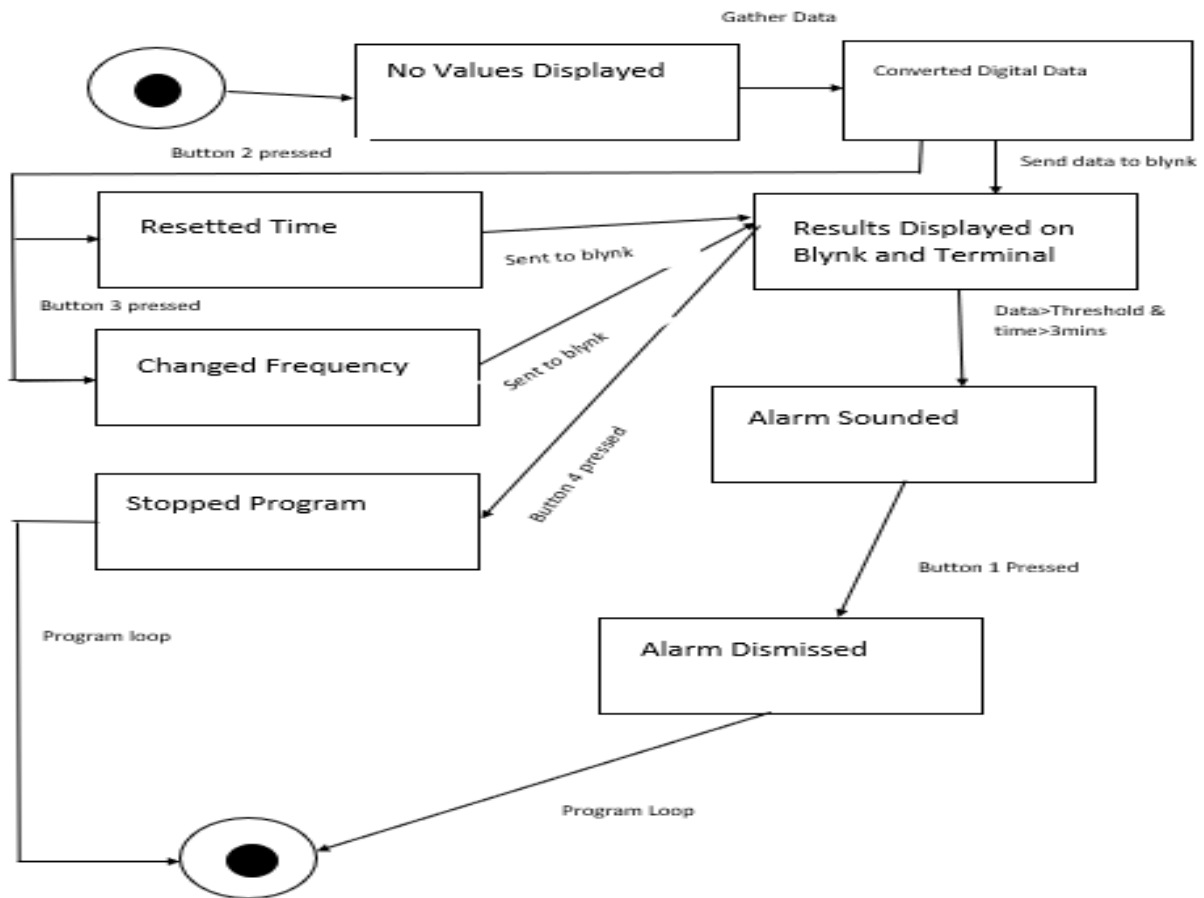 Gather Data
No Values Displayed
Converted Digital Data
Button 2 pressed
Send data to blynk
Resetted Time
Sent to blynk
Results Displayed on
Blynk and Terminal
Button 3 pressed
Data>Threshold &
time>3mins
Changed Frequency
Sent to blynk
Alarm Sounded
Button 4 pressed
Stopped Program
Button 1 Pressed
Program loop
Alarm Dismissed
Program Loop